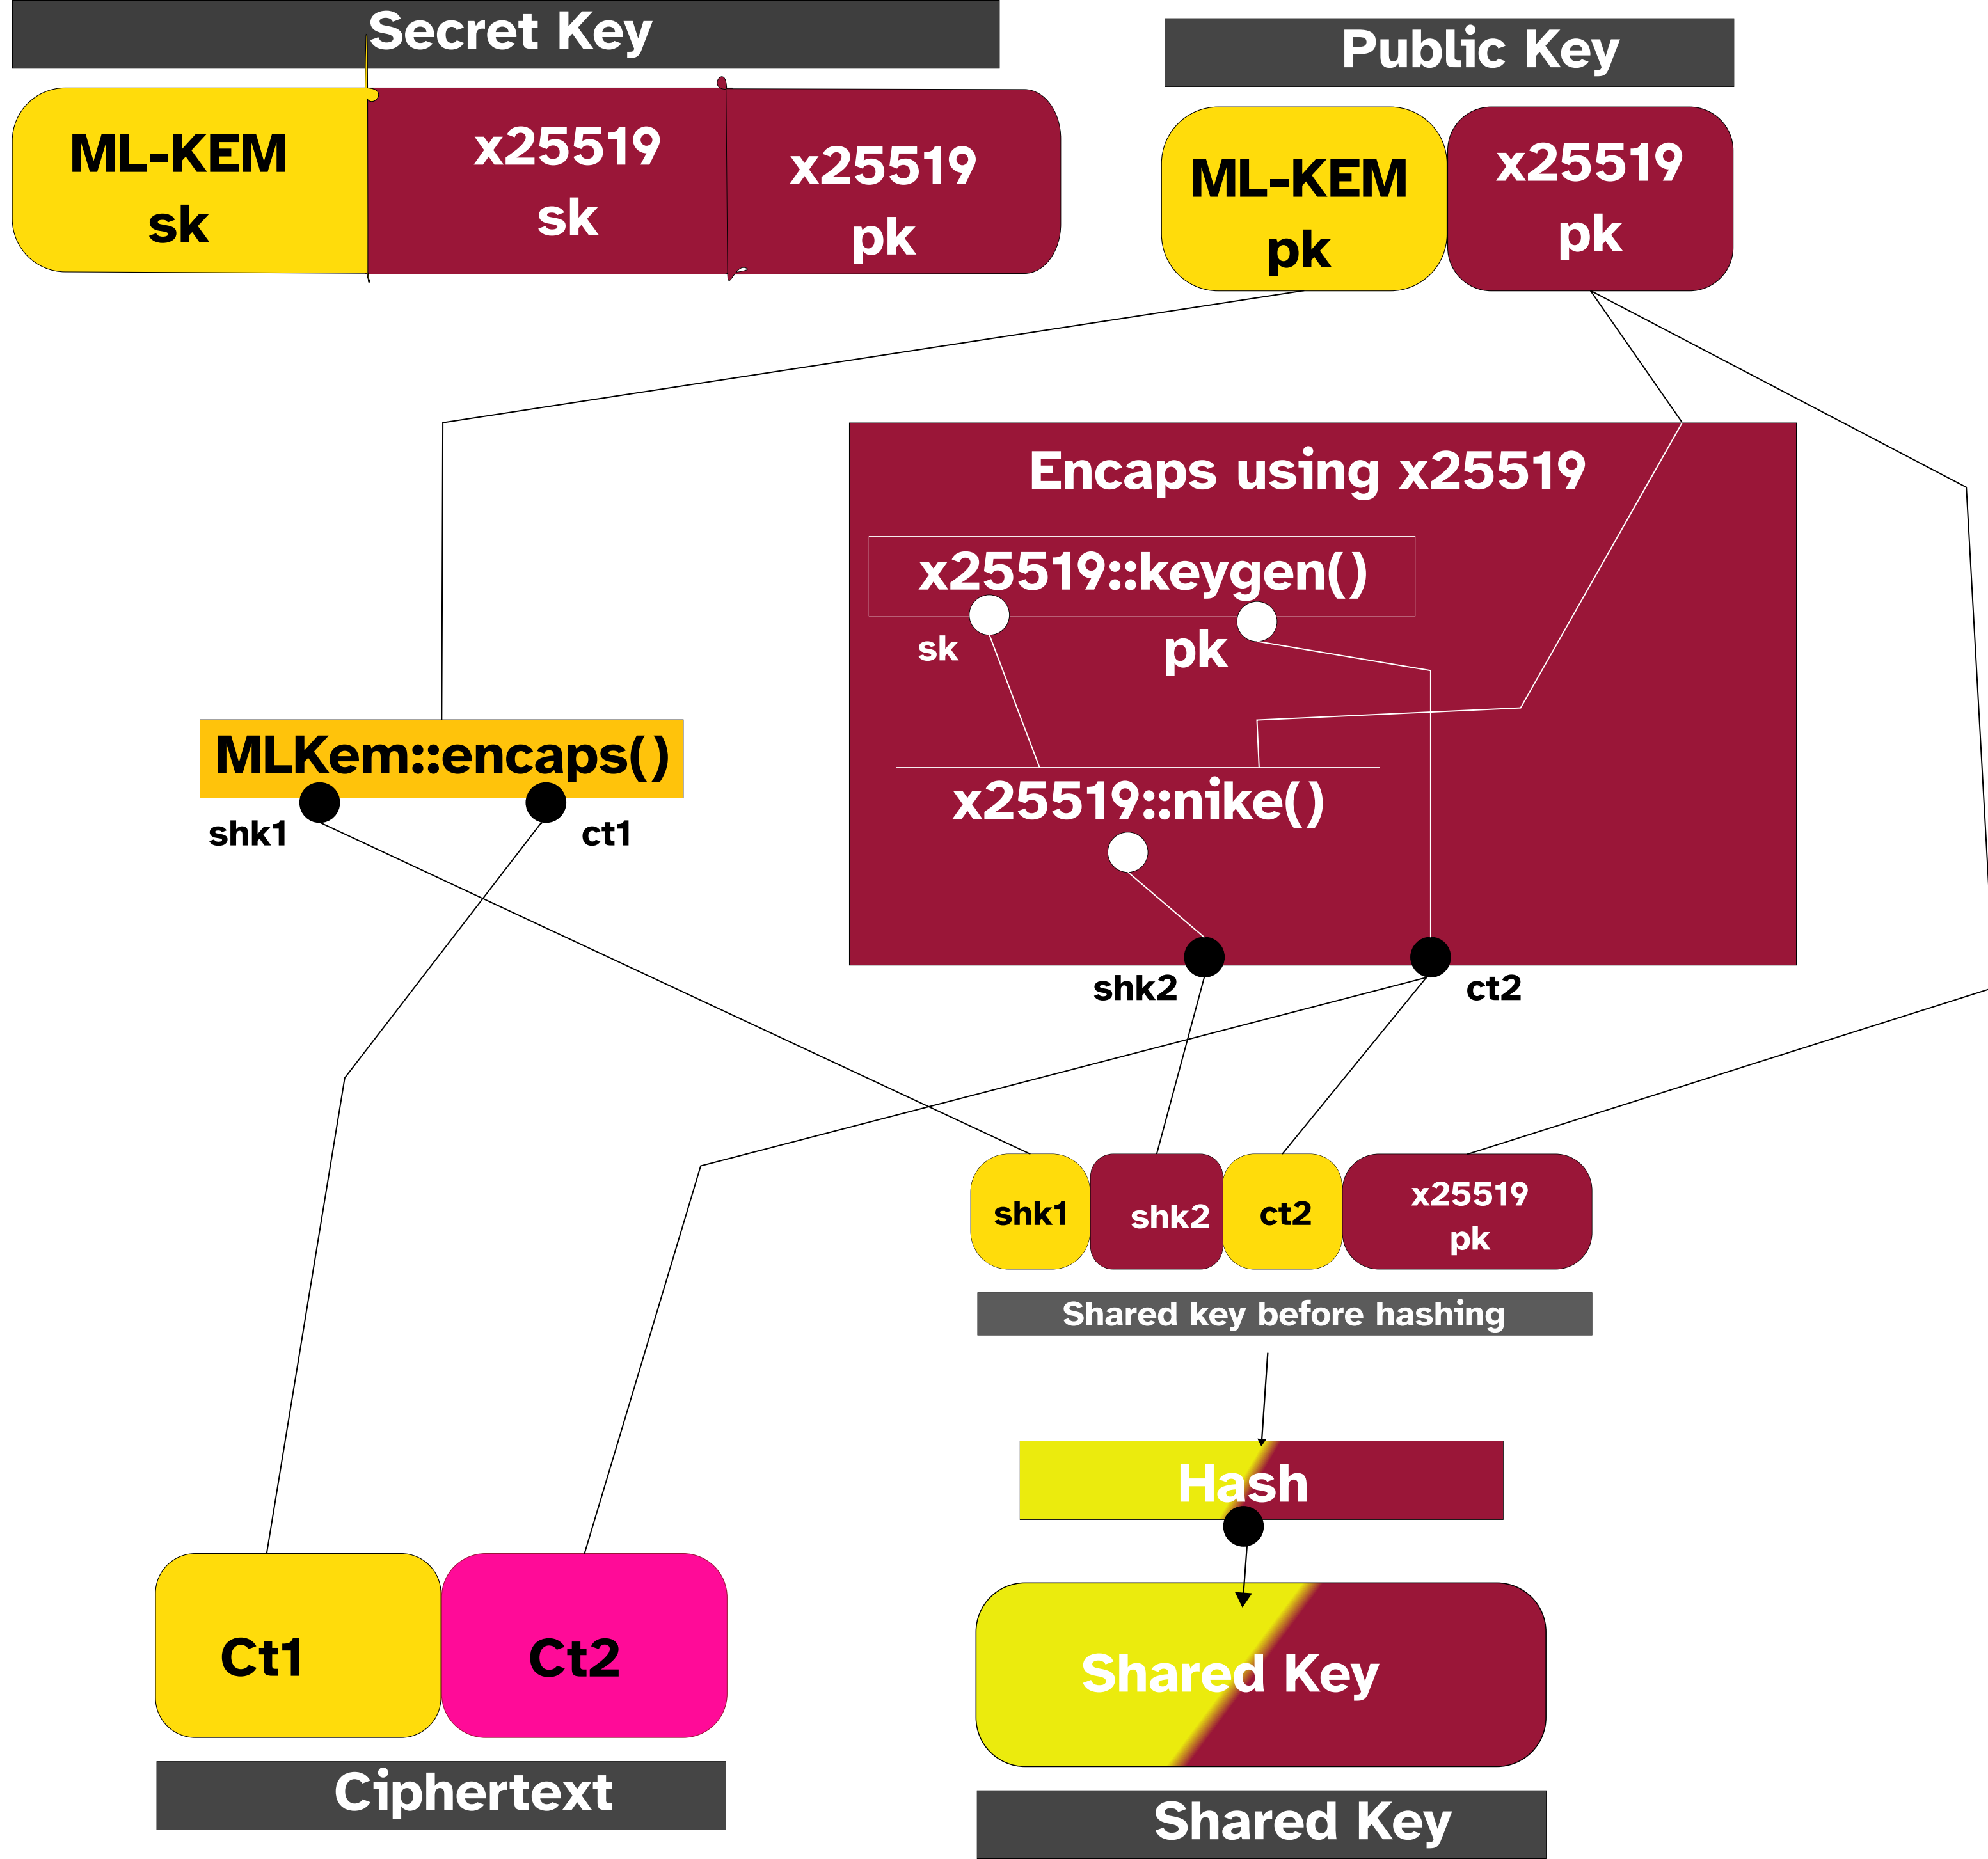 Secret Key
Public Key
ML-KEM
sk
x25519
sk
x25519
pk
ML-KEM
pk
x25519
pk
Encaps using x25519
x25519::keygen()
sk
pk
MLKem::encaps()
shk1
ct1
x25519::nike()
shk2
ct2
shk1
shk2
ct2
x25519
pk
Shared key before hashing
Hash
Ct1
Ct2
Shared Key
Ciphertext
Shared Key